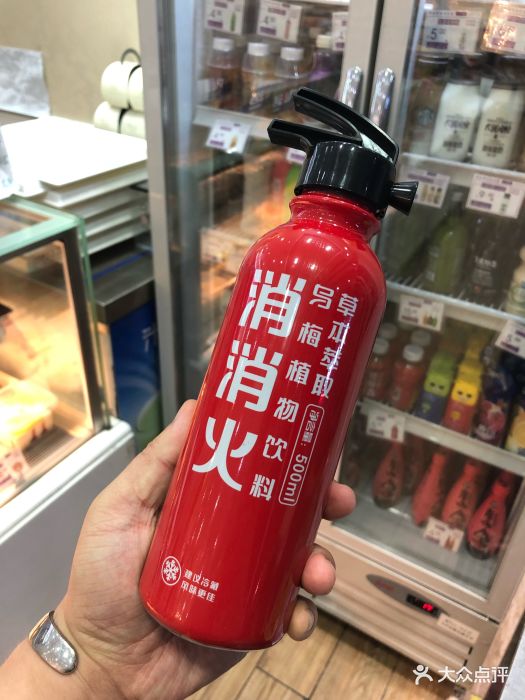 消消火
草本萃取
乌梅植物饮料
净含量：500ml
建议冷藏
风味更佳
大众点评